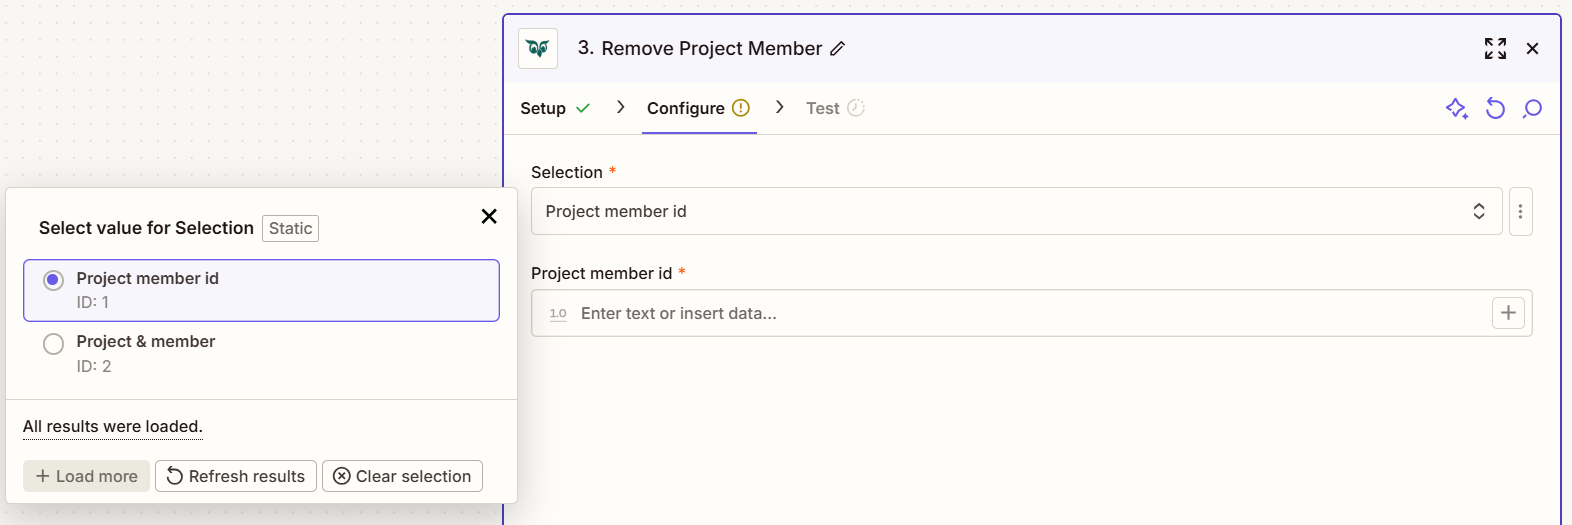 3. Remove Project Member
Setup
Configure
Test
Selection *
Project member id
Project member id *
1.0 Enter text or insert data...
Select value for Selection Static
Project member id
ID: 1
Project & member
ID: 2
All results were loaded.
Load more
Refresh results
Clear selection